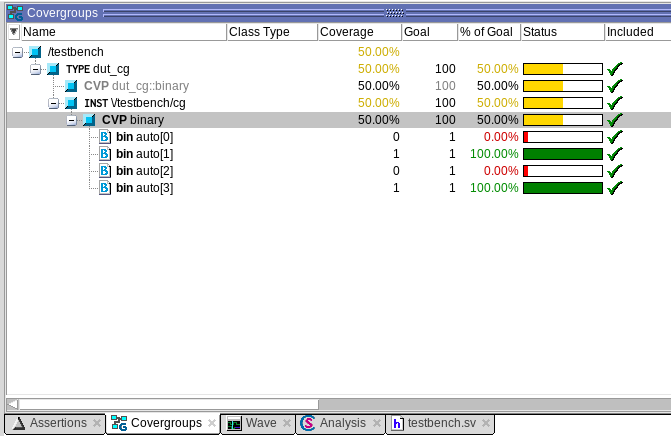 Covergroups
Name Class Type Coverage Goal % of Goal Status Included
/testbench 50.00%
TYPE dut_cg 50.00% 100 50.00%
CVP dut_cg::binary 50.00% 100 50.00%
INST \/testbench/cg 50.00% 100 50.00%
CVP binary 50.00% 100 50.00%
B bin auto[0] 0 1 0.00%
B bin auto[1] 1 1 100.00%
B bin auto[2] 0 1 0.00%
B bin auto[3] 1 1 100.00%
Assertions Covergroups Wave Analysis h testbench.sv